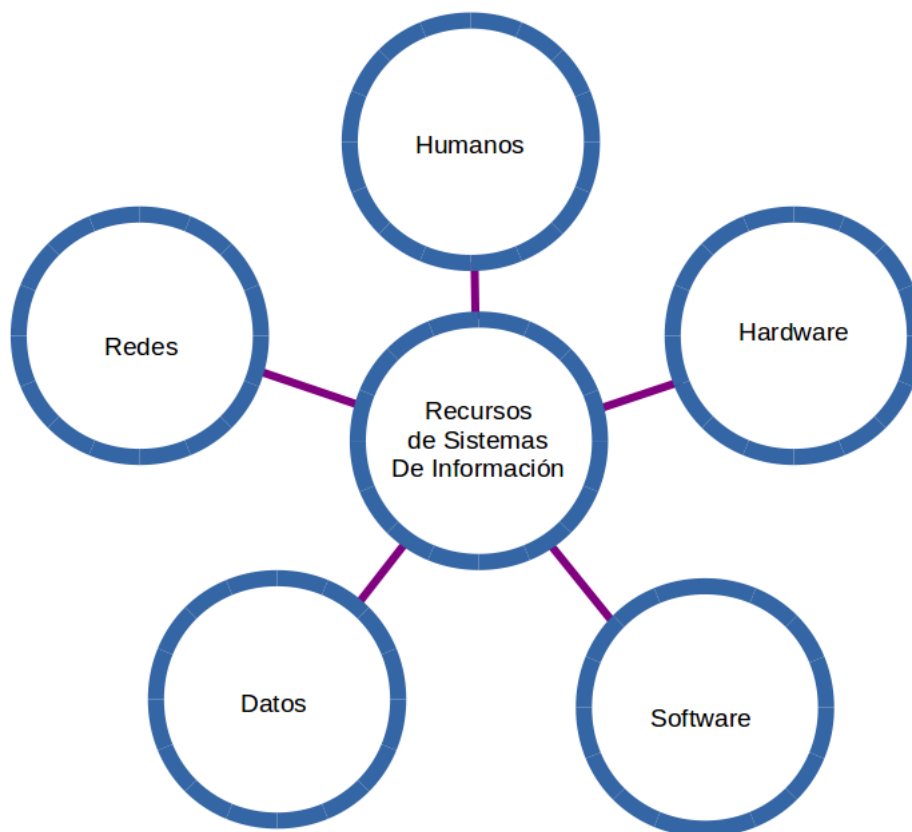 Humanos
Redes
Hardware
Recursos
de Sistemas
De Información
Datos
Software